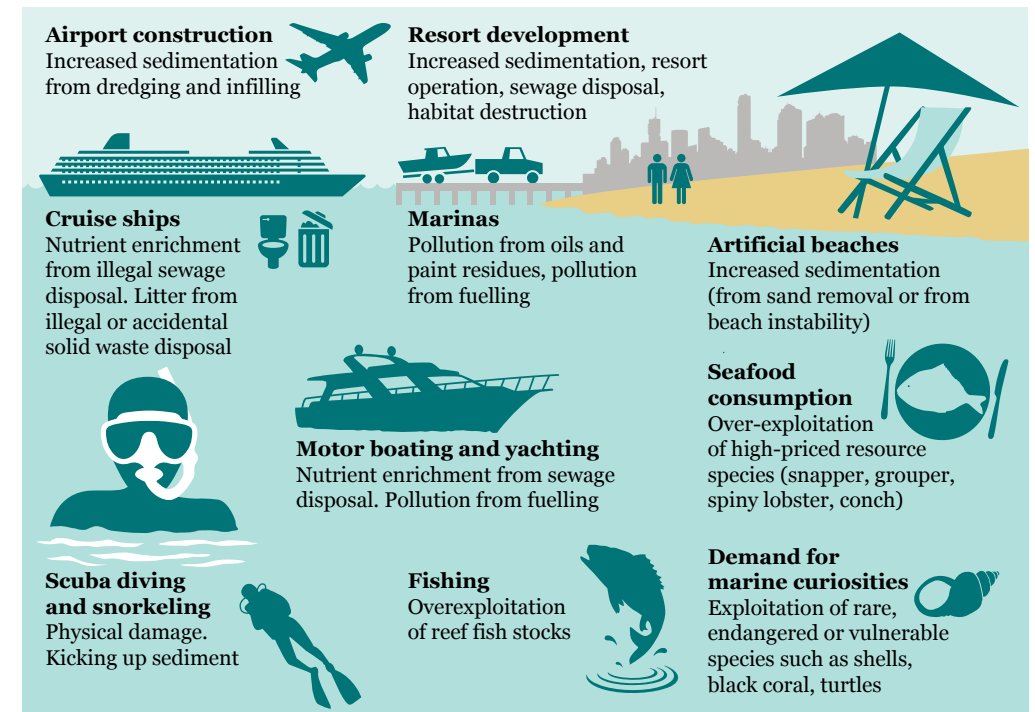 Airport construction
Increased sedimentation
from dredging and infilling
Resort development
Increased sedimentation, resort
operation, sewage disposal,
habitat destruction
Cruise ships
Nutrient enrichment
from illegal sewage
disposal. Litter from
illegal or accidental
solid waste disposal
Marinas
Pollution from oils and
paint residues, pollution
from fuelling
Artificial beaches
Increased sedimentation
(from sand removal or from
beach instability)
Motor boating and yachting
Nutrient enrichment from sewage
disposal. Pollution from fuelling
Seafood
consumption
Over-exploitation
of high-priced resource
species (snapper, grouper,
spiny lobster, conch)
Scuba diving
and snorkeling
Physical damage.
Kicking up sediment
Fishing
Overexploitation
of reef fish stocks
Demand for
marine curiosities
Exploitation of rare,
endangered or vulnerable
species such as shells,
black coral, turtles